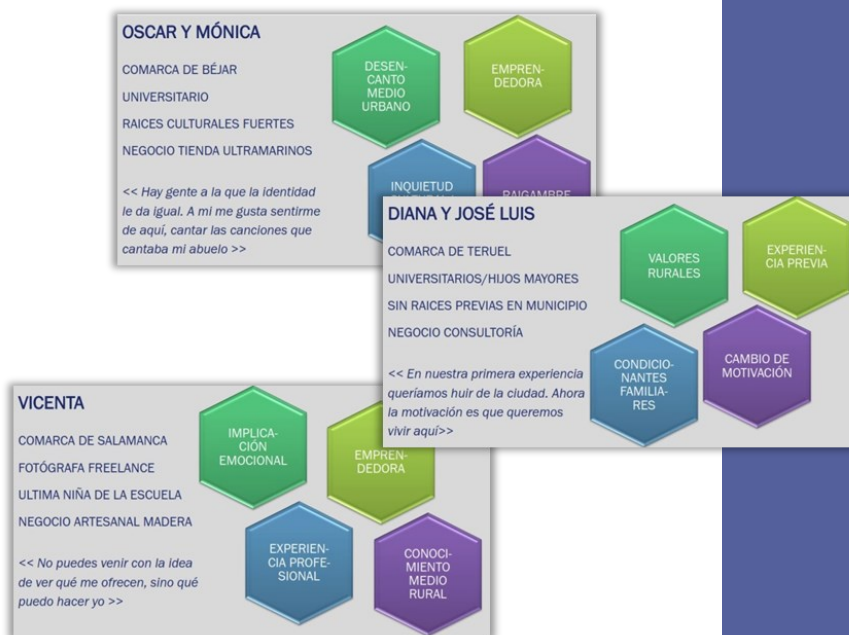 OSCAR Y MÓNICA
COMARCA DE BÉJAR
UNIVERSITARIO
RAICES CULTURALES FUERTES
NEGOCIO TIENDA ULTRAMARINOS
<< Hay gente a la que la identidad
le da igual. A mi me gusta sentirme
de aquí, cantar las canciones que
cantaba mi abuelo >>
DESEN-
CANTO
MEDIO
URBANO
EMPREN-
DEDORA
INQUIETUD
RAIGAMBRE
DIANA Y JOSÉ LUIS
COMARCA DE TERUEL
UNIVERSITARIOS/HIJOS MAYORES
SIN RAICES PREVIAS EN MUNICIPIO
NEGOCIO CONSULTORÍA
<< En nuestra primera experiencia
queríamos huir de la ciudad. Ahora
la motivación es que queremos
vivir aquí>>
VALORES
RURALES
EXPERIEN-
CIA PREVIA
CONDICIO-
NANTES
FAMILIA-
RES
CAMBIO DE
MOTIVACIÓN
VICENTA
COMARCA DE SALAMANCA
FOTÓGRAFA FREELANCE
ULTIMA NIÑA DE LA ESCUELA
NEGOCIO ARTESANAL MADERA
<< No puedes venir con la idea
de ver qué me ofrecen, sino qué
puedo hacer yo >>
IMPLICA-
CIÓN
EMOCIONAL
EMPREN-
DEDORA
EXPERIEN-
CIA PROFE-
SIONAL
CONOCI-
MIENTO
MEDIO
RURAL